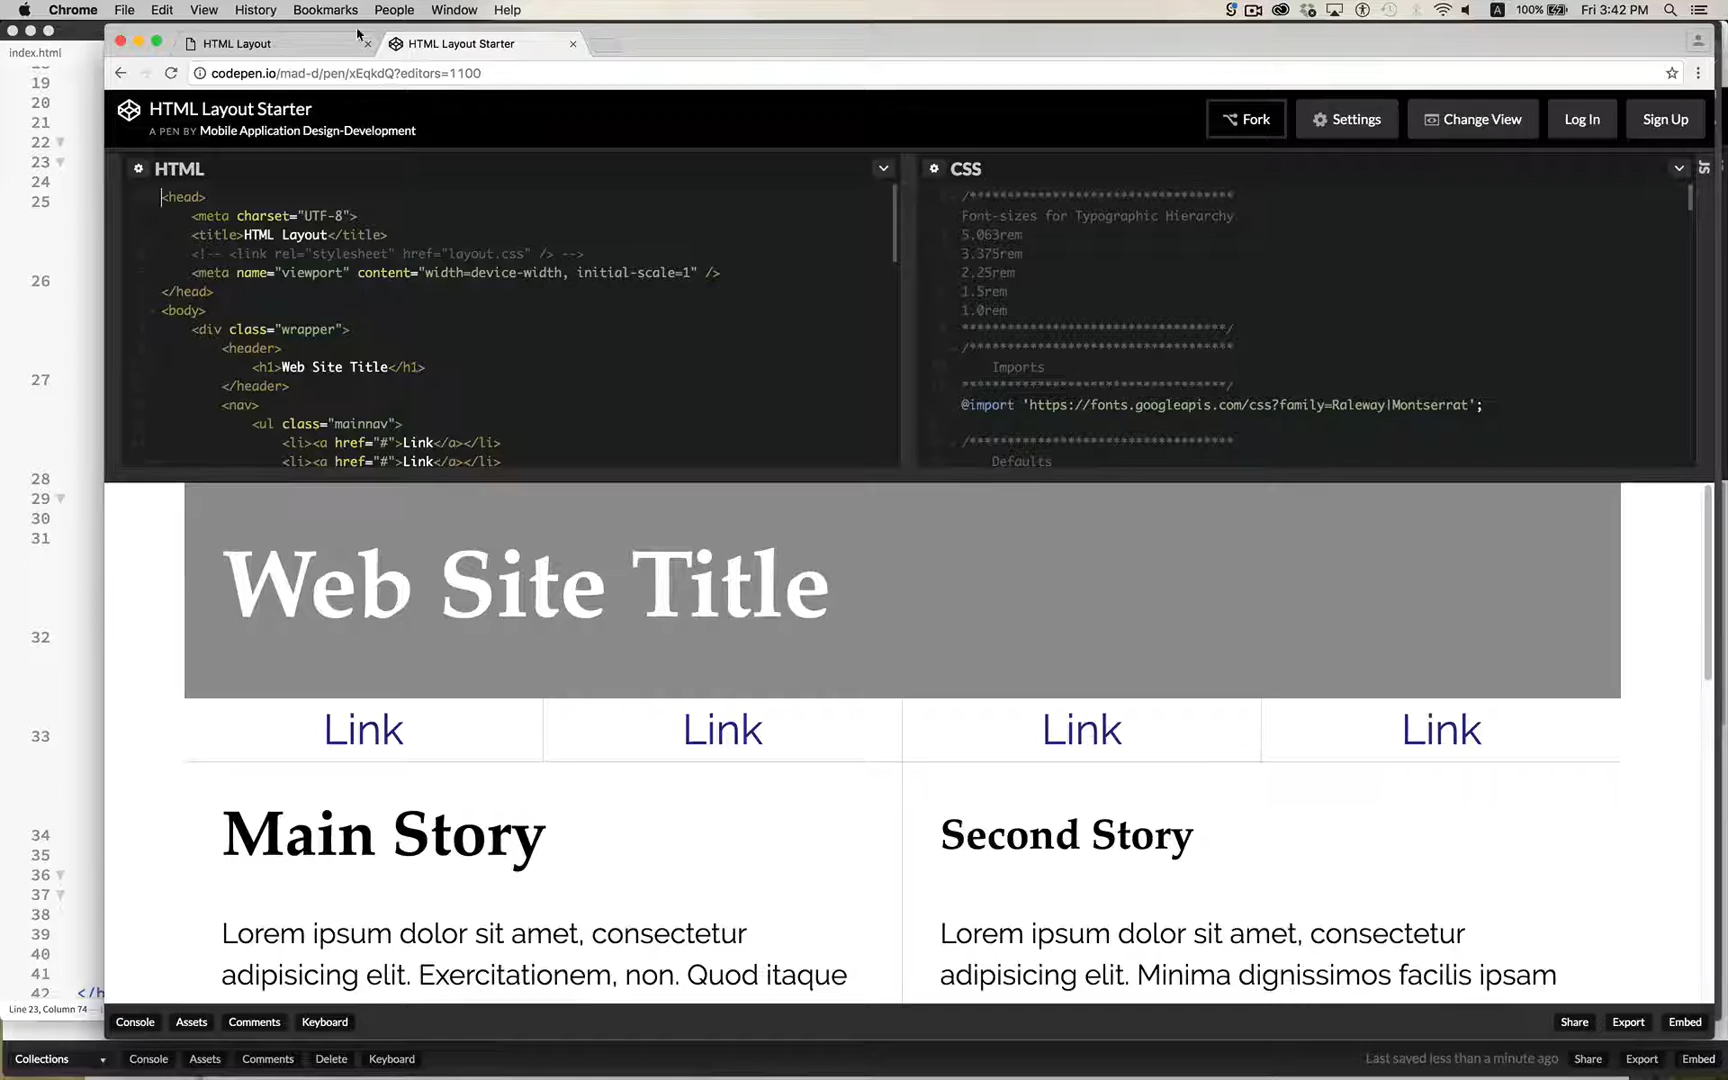 Chrome File Edit View History Bookmarks People Window Help 100% Fri 3:42 PM
index.html
HTML Layout
HTML Layout Starter
codepen.io/mad-d/pen/xEqkdQ?editors=1100
HTML Layout Starter
A PEN BY Mobile Application Design-Development
Fork Settings Change View Log In Sign Up
HTML
<head>
<meta charset="UTF-8">
<title>HTML Layout</title>
<!-- <link rel="stylesheet" href="layout.css" /> -->
<meta name="viewport" content="width=device-width, initial-scale=1" />
</head>
<body>
<div class="wrapper">
<header>
<h1>Web Site Title</h1>
</header>
<nav>
<ul class="mainnav">
<li><a href="#">Link</a></li>
<li><a href="#">Link</a></li>
CSS
JS
/**********************************
Font-sizes for Typographic Hierarchy
5.063rem
3.375rem
2.25rem
1.5rem
1.0rem
**********************************/
/**********************************
Imports
**********************************/
@import 'https://fonts.googleapis.com/css?family=Raleway|Montserrat';
/**********************************
Defaults
Web Site Title
Link Link Link Link
Main Story
Lorem ipsum dolor sit amet, consectetur
adipisicing elit. Exercitationem, non. Quod itaque
Second Story
Lorem ipsum dolor sit amet, consectetur
adipisicing elit. Minima dignissimos facilis ipsam
19
20
21
22
23
24
25
26
27
28
29
30
31
32
33
34
35
36
37
38
39
40
41
42 </h
Line 23, Column 74
Console Assets Comments Keyboard Share Export Embed
Collections Console Assets Comments Delete Keyboard Last saved less than a minute ago Share Export Embed